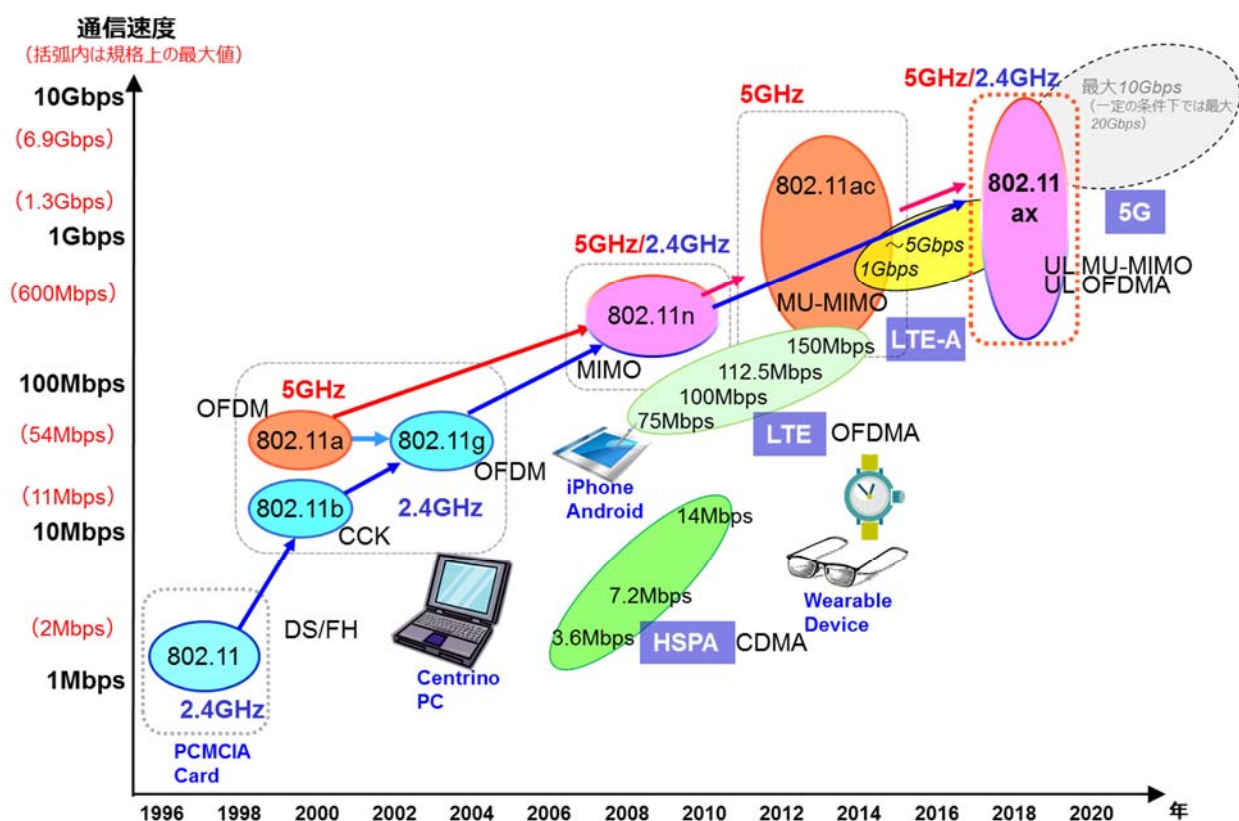 通信速度
（括弧内は規格上の最大値）
10Gbps
（6.9Gbps）
（1.3Gbps）
1Gbps
（600Mbps）
100Mbps
（54Mbps）
（11Mbps）
10Mbps
（2Mbps）
1Mbps
5GHz/2.4GHz
最大10Gbps
（一定の条件下では最大
20Gbps）
5GHz
802.11ac
802.11
ax
5G
5GHz/2.4GHz
～5Gbps
1Gbps
UL MU-MIMO
UL OFDMA
802.11n
MU-MIMO
MIMO
150Mbps
LTE-A
112.5Mbps
100Mbps
75Mbps
LTE
OFDMA
5GHz
OFDM
802.11a
802.11g
OFDM
802.11b
CCK
2.4GHz
iPhone
Android
14Mbps
7.2Mbps
3.6Mbps
HSPA
CDMA
Wearable
Device
DS/FH
802.11
2.4GHz
Centrino
PC
PCMCIA
Card
1996 1998 2000 2002 2004 2006 2008 2010 2012 2014 2016 2018 2020 年